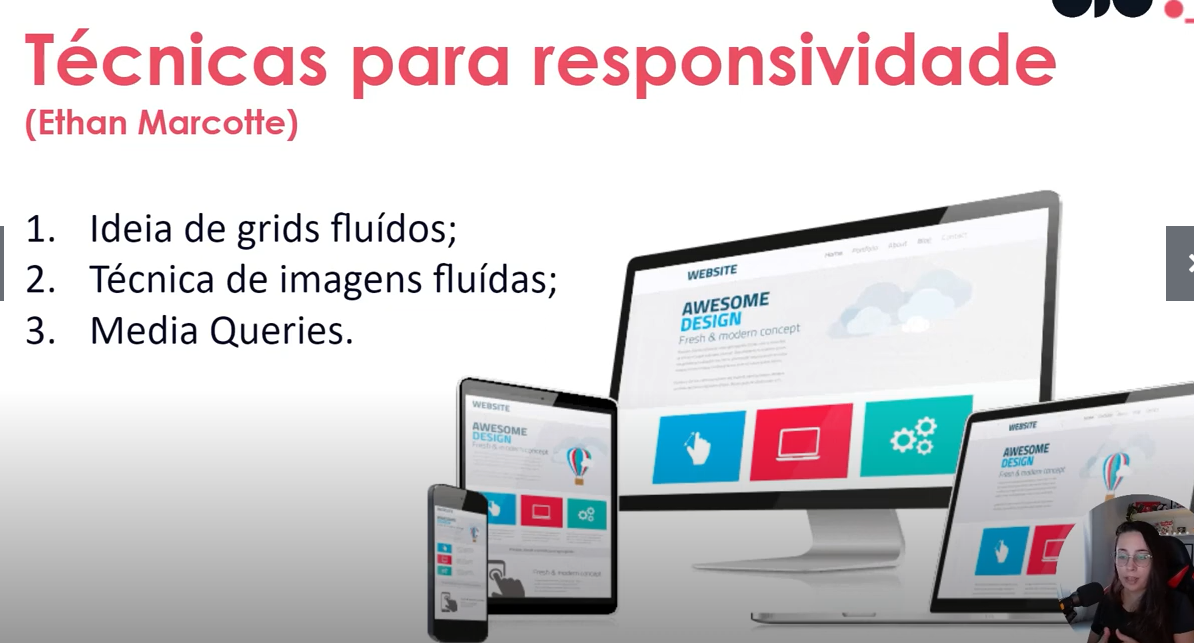 Técnicas para responsividade
(Ethan Marcotte)
1. Ideia de grids fluídos;
2. Técnica de imagens fluídas;
3. Media Queries.
Home Portfolio About Blog Contact
WEBSITE
AWESOME
DESIGN
Fresh & modern concept
WEBSITE
AWESOME
DESIGN
Fresh & modern concept
Fresh & modern concept
WEBSITE
AWESOME
DESIGN
Fresh & modern concept